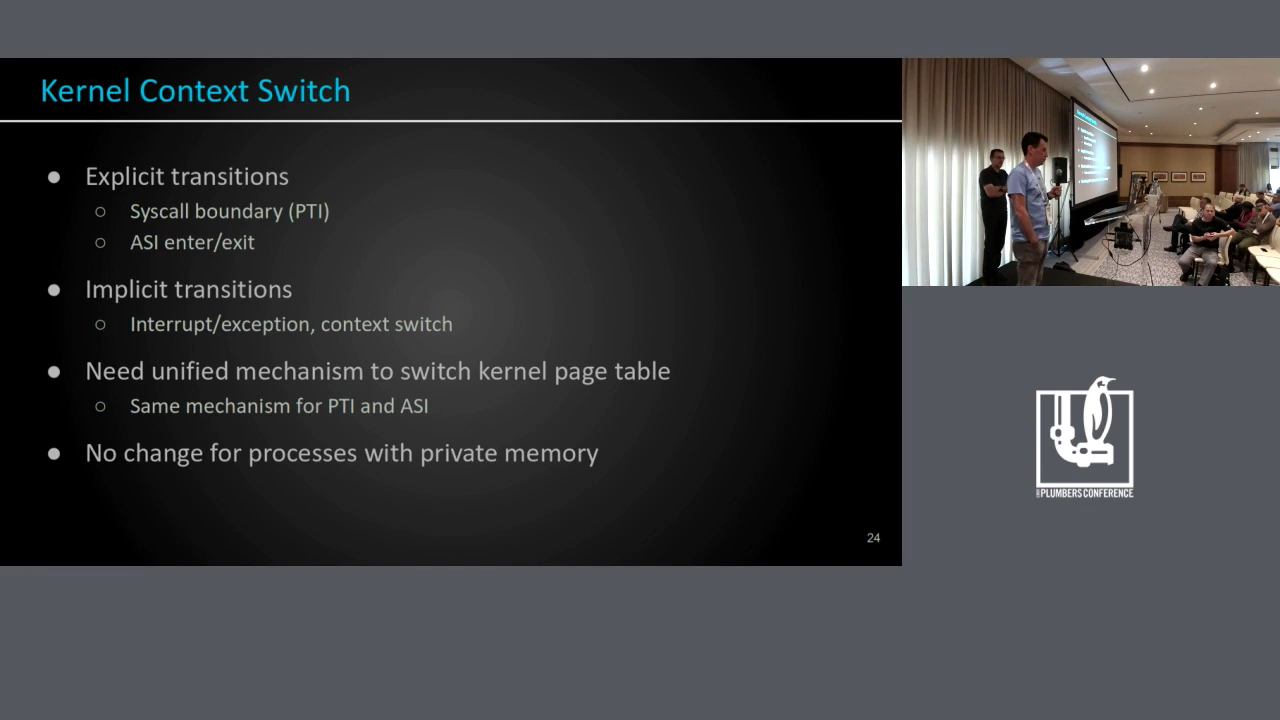 Kernel Context Switch
● Explicit transitions
○ Syscall boundary (PTI)
○ ASI enter/exit
● Implicit transitions
○ Interrupt/exception, context switch
● Need unified mechanism to switch kernel page table
○ Same mechanism for PTI and ASI
● No change for processes with private memory
24
PLUMBERS CONFERENCE